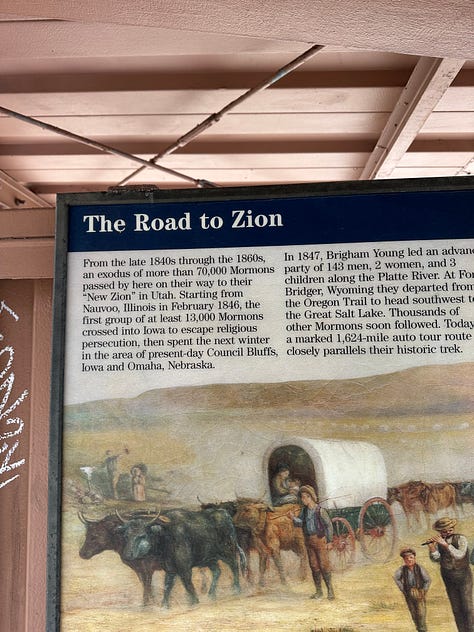 The Road to Zion
From the late 1840s through the 1860s,
an exodus of more than 70,000 Mormons
passed by here on their way to their
“New Zion” in Utah. Starting from
Nauvoo, Illinois in February 1846, the
first group of at least 13,000 Mormons
crossed into Iowa to escape religious
persecution, then spent the next winter
in the area of present-day Council Bluffs,
Iowa and Omaha, Nebraska.
In 1847, Brigham Young led an advan
party of 143 men, 2 women, and 3
children along the Platte River. At For
Bridger, Wyoming they departed from
the Oregon Trail to head southwest t
the Great Salt Lake. Thousands of
other Mormons soon followed. Today
a marked 1,624-mile auto tour route
closely parallels their historic trek.